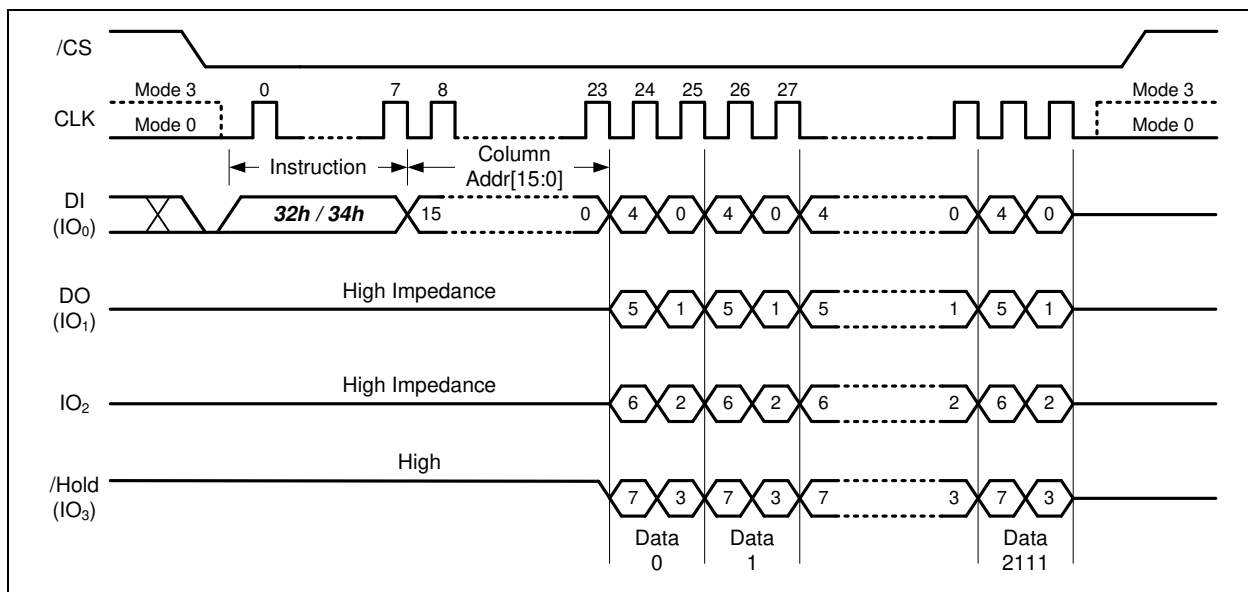 /CS
Mode 3 0 7 8 23 24 25 26 27 Mode 3
CLK
Mode 0 Mode 0
Instruction Column
Addr[15:0]
DI
(IO₀)
32h / 34h 15 0 4 0 4 0 4 0 4 0
High Impedance
DO
(IO₁)
5 1 5 1 5 1 5 1
High Impedance
IO₂ 6 2 6 2 6 2 6 2
High
/Hold
(IO₃)
7 3 7 3 7 3 7 3
Data Data Data
0 1 2111